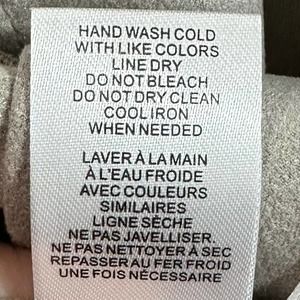 HAND WASH COLD
WITH LIKE COLORS
LINE DRY
DO NOT BLEACH
DO NOT DRY CLEAN
COOL IRON
WHEN NEEDED
LAVER À LA MAIN
À L'EAU FROIDE
AVEC COULEURS
SIMILAIRES
LIGNE SÈCHE
NE PAS JAVELLISER,
NE PAS NETTOYER À SEC
REPASSER AU FER FROID
UNE FOIS NÉCESSAIRE